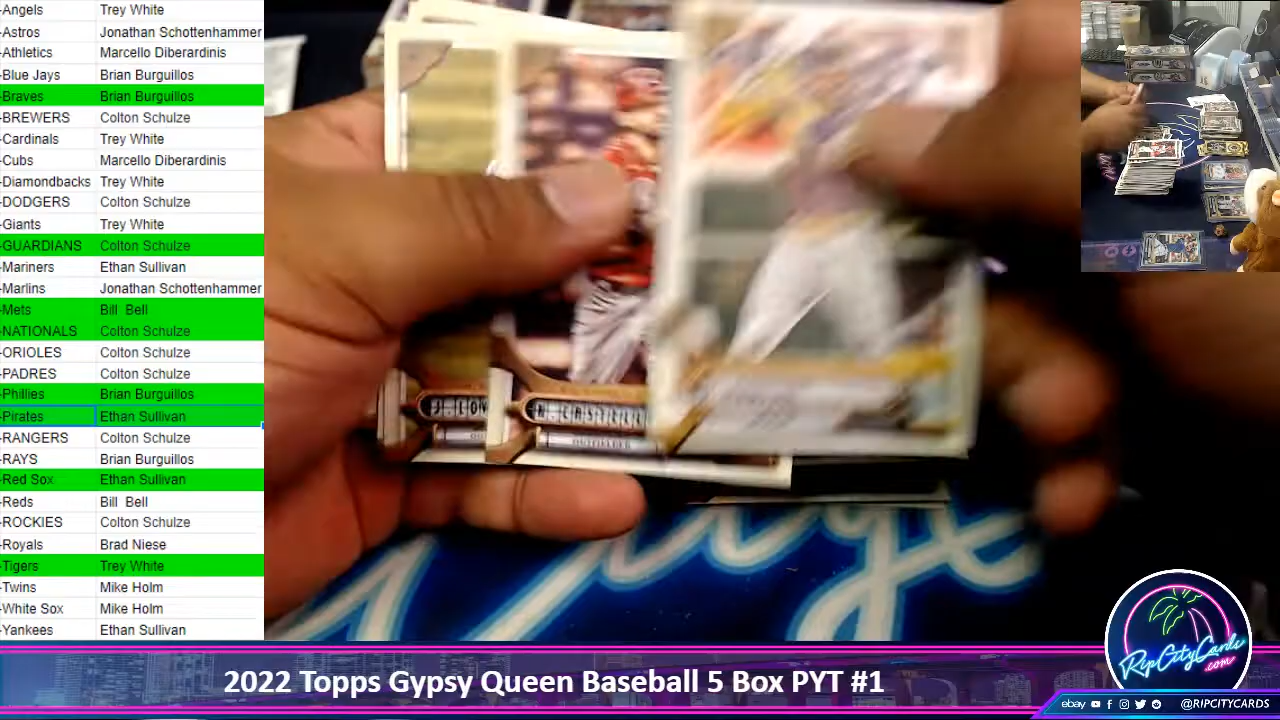 -Angels Trey White
-Astros Jonathan Schottenhammer
-Athletics Marcello Diberardinis
-Blue Jays Brian Burguillos
-Braves Brian Burguillos
-BREWERS Colton Schulze
-Cardinals Trey White
-Cubs Marcello Diberardinis
-Diamondbacks Trey White
-DODGERS Colton Schulze
-Giants Trey White
-GUARDIANS Colton Schulze
-Mariners Ethan Sullivan
-Marlins Jonathan Schottenhammer
-Mets Bill Bell
-NATIONALS Colton Schulze
-ORIOLES Colton Schulze
-PADRES Colton Schulze
-Phillies Brian Burguillos
-Pirates Ethan Sullivan
-RANGERS Colton Schulze
-RAYS Brian Burguillos
-Red Sox Ethan Sullivan
-Reds Bill Bell
-ROCKIES Colton Schulze
-Royals Brad Niese
-Tigers Trey White
-Twins Mike Holm
-White Sox Mike Holm
-Yankees Ethan Sullivan
J. LOW
N. CASTELL
OUTFIELDER
RipCityCards
.com
2022 Topps Gypsy Queen Baseball 5 Box PYT #1
ebay @RIPCITYCARDS